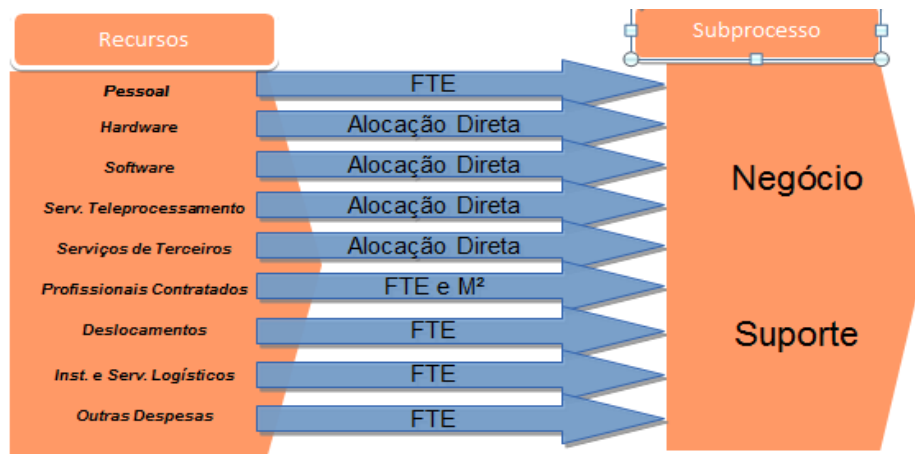 Recursos
Subprocesso
Pessoal
FTE
Hardware
Alocação Direta
Software
Alocação Direta
Serv. Teleprocessamento
Alocação Direta
Serviços de Terceiros
Alocação Direta
Profissionais Contratados
FTE e M²
Deslocamentos
FTE
Inst. e Serv. Logísticos
FTE
Outras Despesas
FTE
Negócio
Suporte